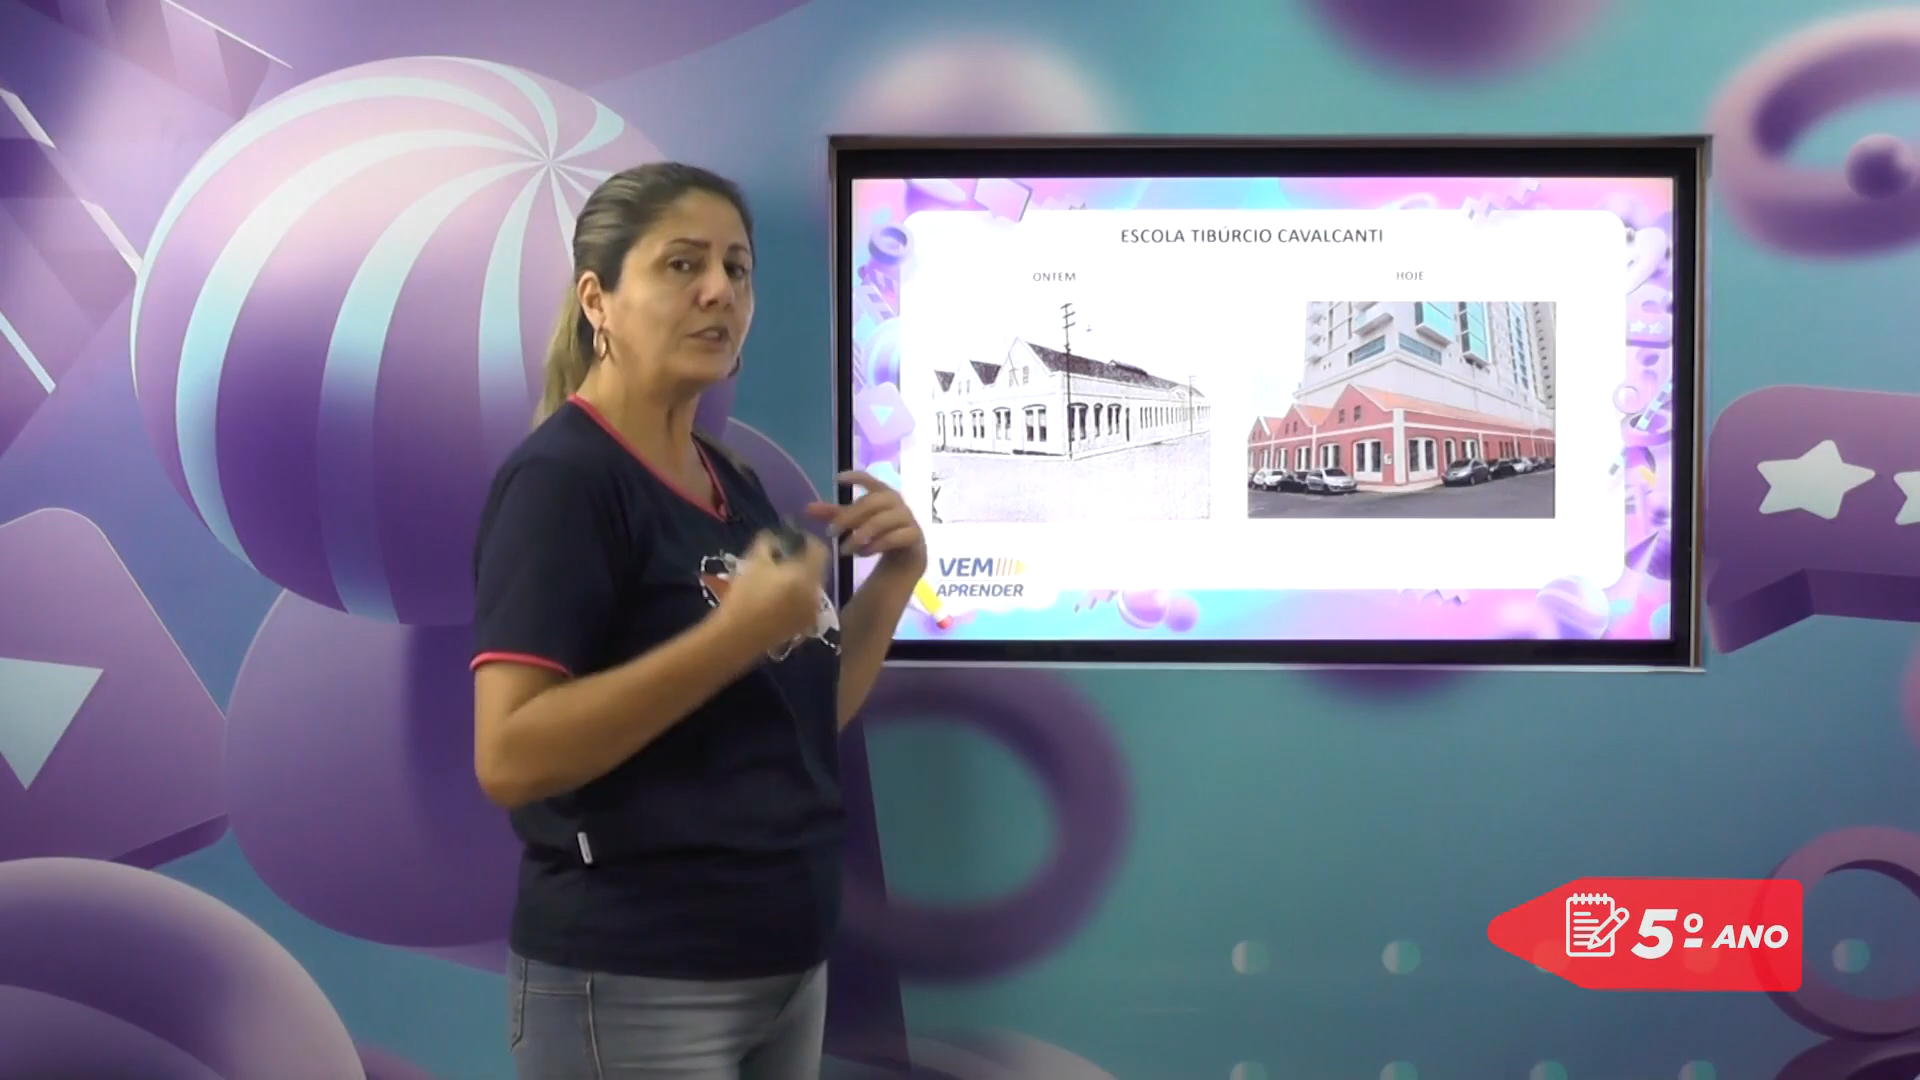 ESCOLA TIBÚRCIO CAVALCANTI
ONTEM
HOJE
VEM
APRENDER
5º ANO